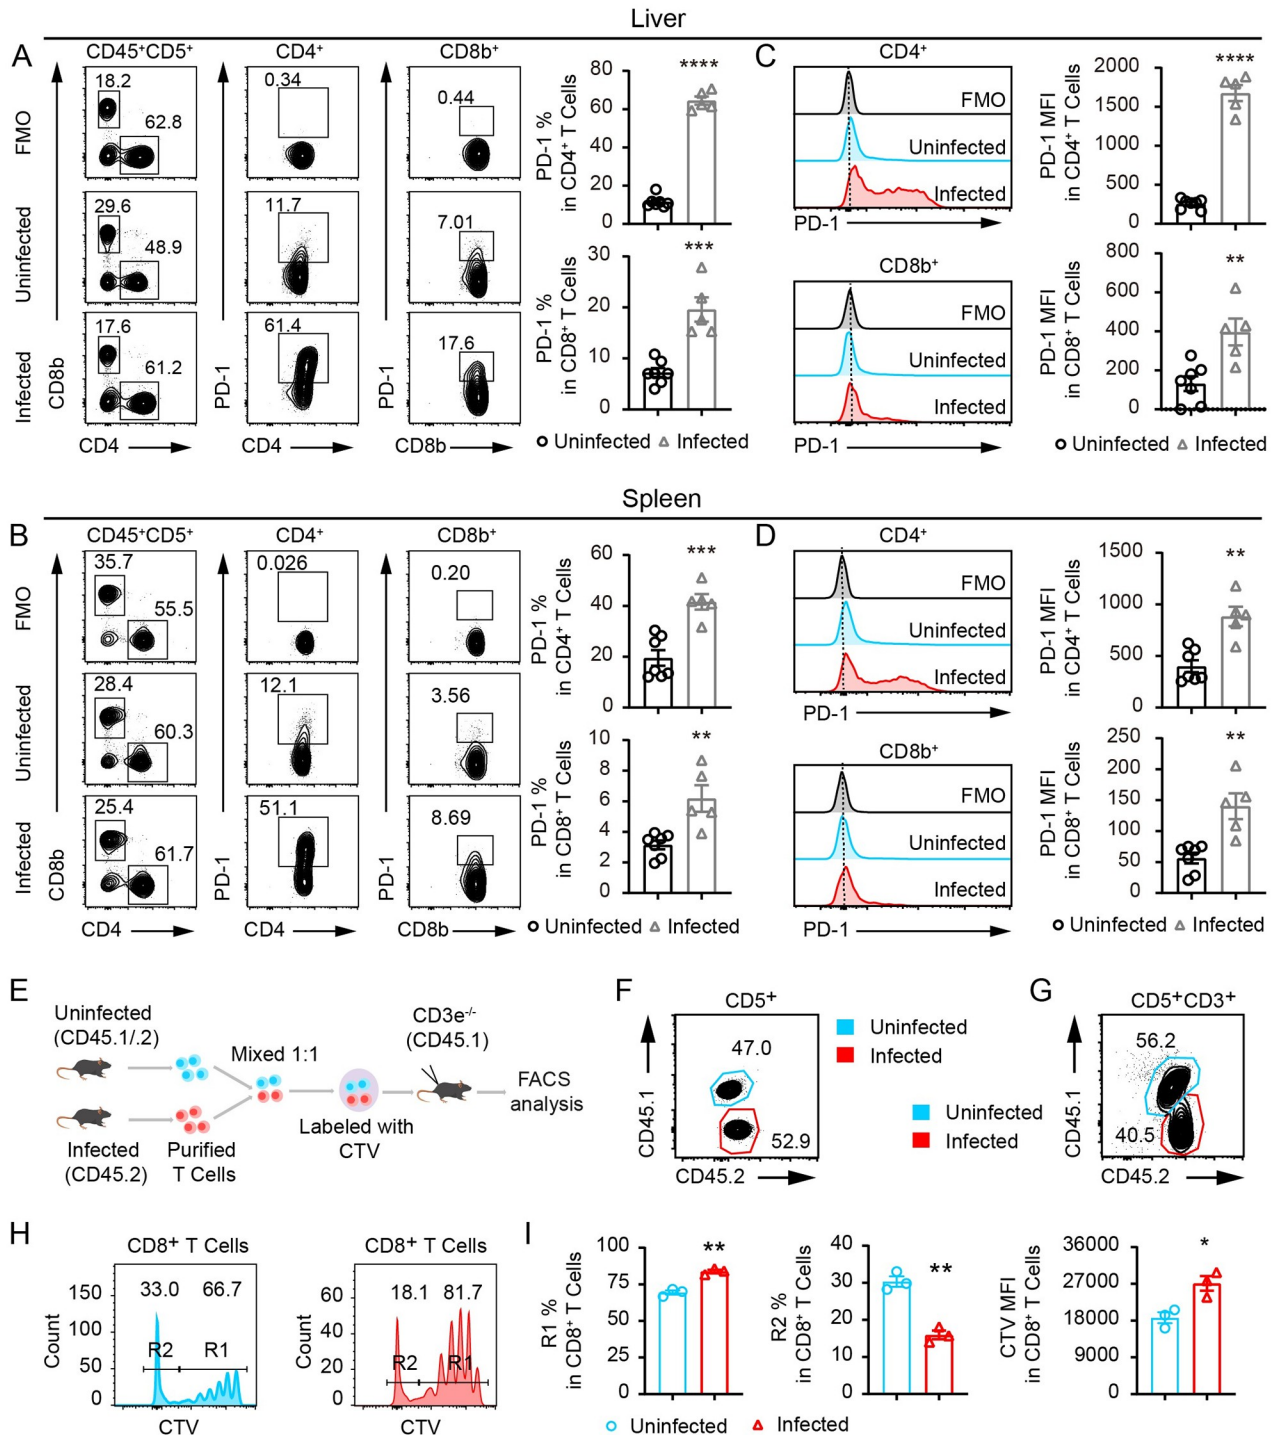 Liver
A
CD45+CD5+
CD4+
CD8b+
FMO
18.2
62.8
0.34
0.44
Uninfected
29.6
48.9
11.7
7.01
Infected
17.6
61.2
61.4
17.6
CD8b
PD-1
PD-1
CD4
CD4
CD8b
PD-1 %
in CD4+ T Cells
80
60
40
20
0
****
PD-1 %
in CD8+ T Cells
30
20
10
0
***
Uninfected
Infected
C
CD4+
FMO
Uninfected
Infected
PD-1
CD8b+
FMO
Uninfected
Infected
PD-1
PD-1 MFI
in CD4+ T Cells
2000
1500
1000
500
0
****
PD-1 MFI
in CD8+ T Cells
800
600
400
200
0
**
Uninfected
Infected
Spleen
B
CD45+CD5+
CD4+
CD8b+
FMO
35.7
55.5
0.026
0.20
Uninfected
28.4
60.3
12.1
3.56
Infected
25.4
61.7
51.1
8.69
CD8b
PD-1
PD-1
CD4
CD4
CD8b
PD-1 %
in CD4+ T Cells
60
40
20
0
***
PD-1 %
in CD8+ T Cells
10
8
6
4
2
0
**
Uninfected
Infected
D
CD4+
FMO
Uninfected
Infected
PD-1
CD8b+
FMO
Uninfected
Infected
PD-1
PD-1 MFI
in CD4+ T Cells
1500
1000
500
0
**
PD-1 MFI
in CD8+ T Cells
250
200
150
100
50
0
**
Uninfected
Infected
E
Uninfected
(CD45.1/.2)
Infected
(CD45.2)
Purified
T Cells
Mixed 1:1
Labeled with
CTV
CD3e-/-
(CD45.1)
FACS
analysis
F
CD5+
47.0
52.9
CD45.1
CD45.2
Uninfected
Infected
G
CD5+CD3+
56.2
40.5
CD45.1
CD45.2
Uninfected
Infected
H
CD8+ T Cells
33.0
66.7
R2
R1
Count
150
100
50
0
CTV
CD8+ T Cells
18.1
81.7
R2
R1
Count
60
40
20
0
CTV
I
R1 %
in CD8+ T Cells
100
75
50
25
0
**
R2 %
in CD8+ T Cells
40
30
20
10
0
**
CTV MFI
in CD8+ T Cells
36000
27000
18000
9000
0
*
Uninfected
Infected